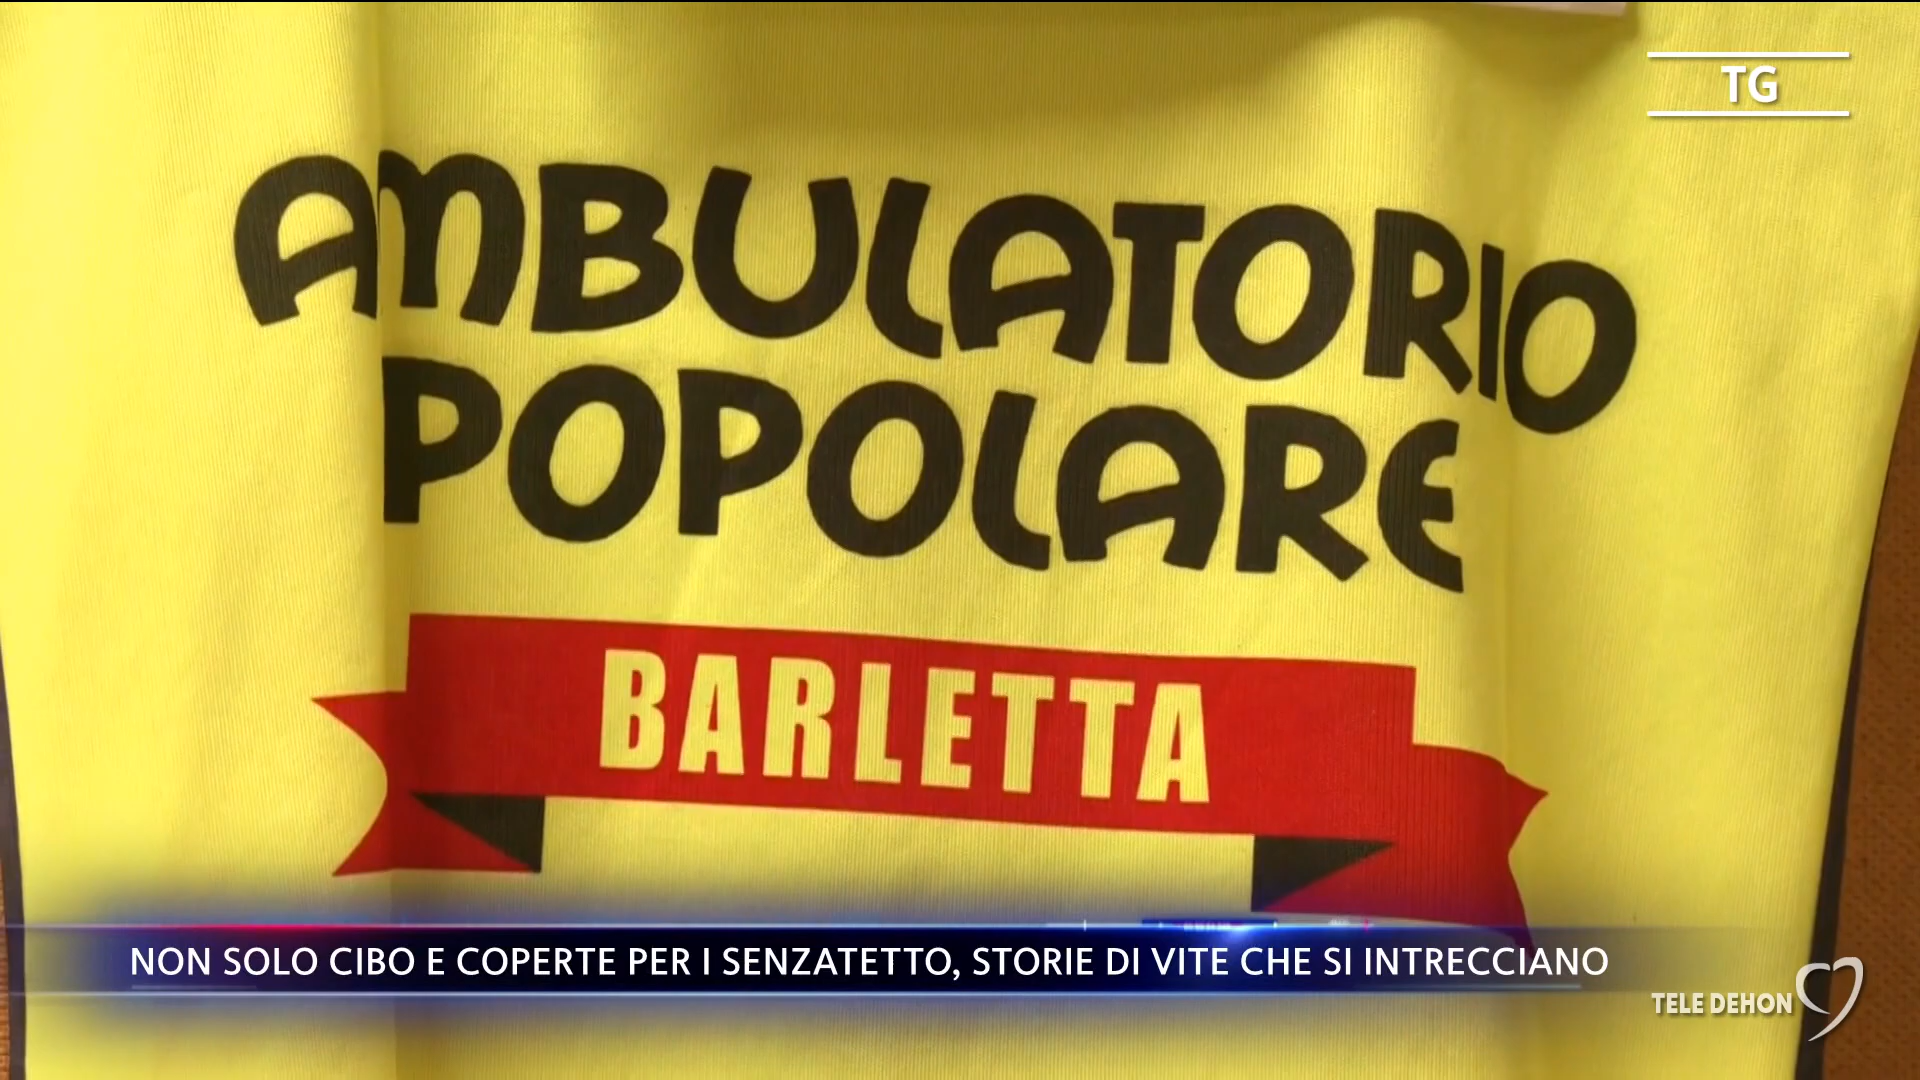 TG
AMBULATORIO
POPOLARE
BARLETTA
NON SOLO CIBO E COPERTE PER I SENZATETTO, STORIE DI VITE CHE SI INTRECCIANO
TELE DEHON